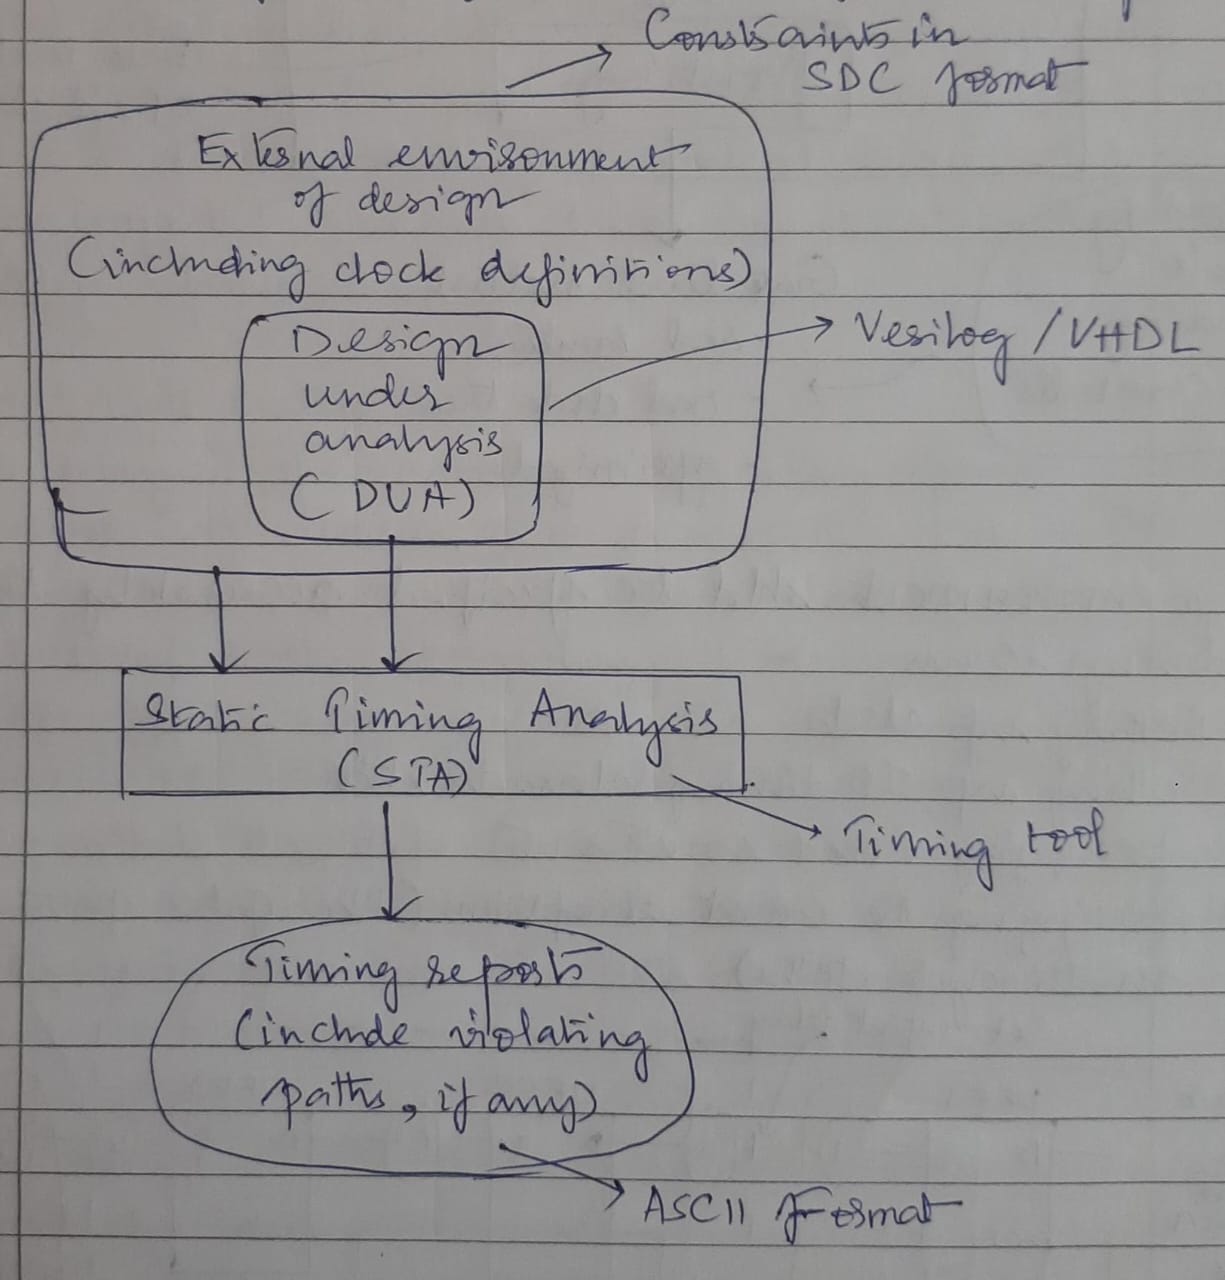 Constraints in
SDC format
External environment
of design
(including clock definitions)
Design
under
analysis
(DUA)
Verilog / VHDL
Static Timing Analysis
(STA)
Timing tool
Timing reports
(include violating
paths, if any)
ASCII Format